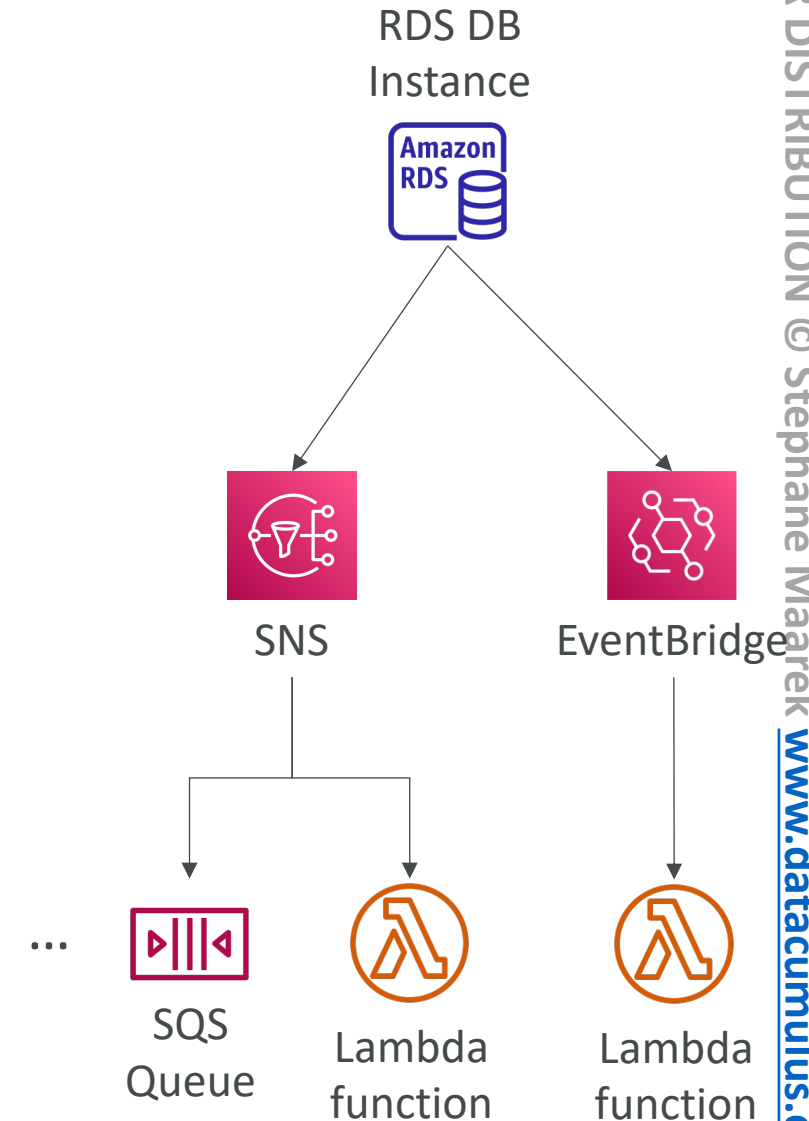 RDS DB
Instance
Amazon
RDS
SNS
EventBridge
...
SQS
Queue
Lambda
function
Lambda
function
DISTRIBUTION © Stephane Maarek www.datacumulus.c